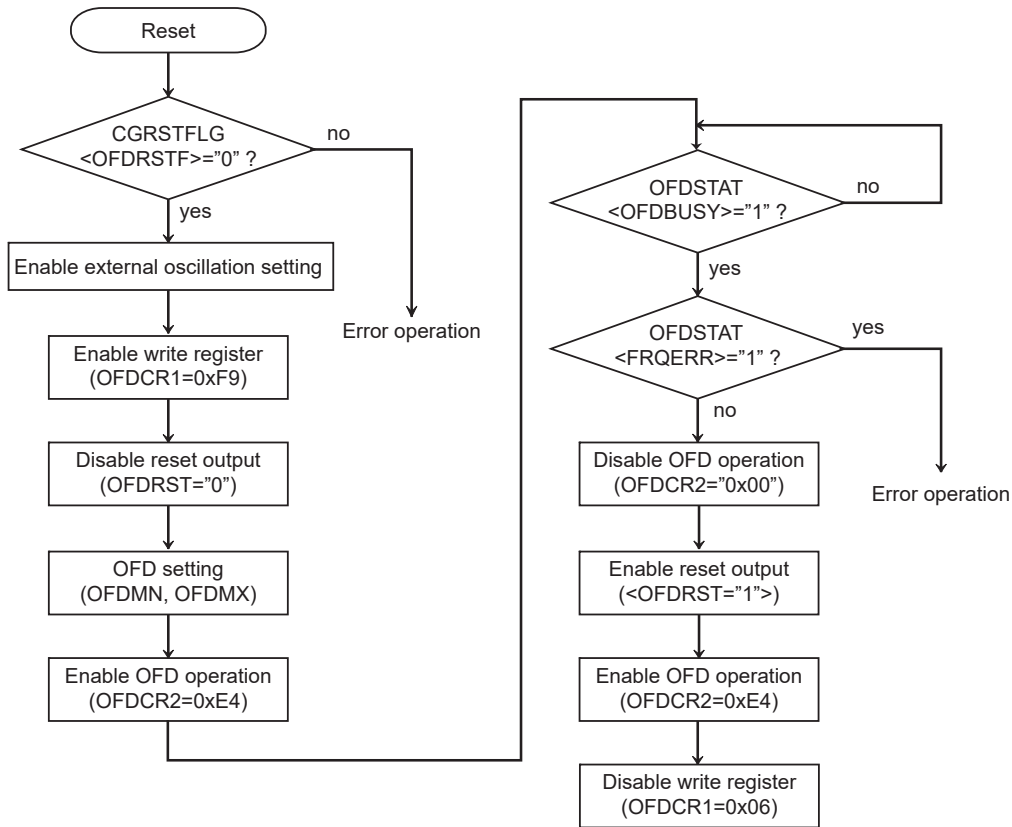 Reset
CGRSTFLG
<OFDRSTF>=”0” ?
no
yes
Enable external oscillation setting
Error operation
Enable write register
(OFDCR1=0xF9)
Disable reset output
(OFDRST=”0”)
OFD setting
(OFDMN, OFDMX)
Enable OFD operation
(OFDCR2=0xE4)
OFDSTAT
<OFDBUSY>=”1” ?
no
yes
OFDSTAT
<FRQERR>=”1” ?
yes
no
Error operation
Disable OFD operation
(OFDCR2=”0x00”)
Enable reset output
(<OFDRST=”1”>)
Enable OFD operation
(OFDCR2=0xE4)
Disable write register
(OFDCR1=0x06)